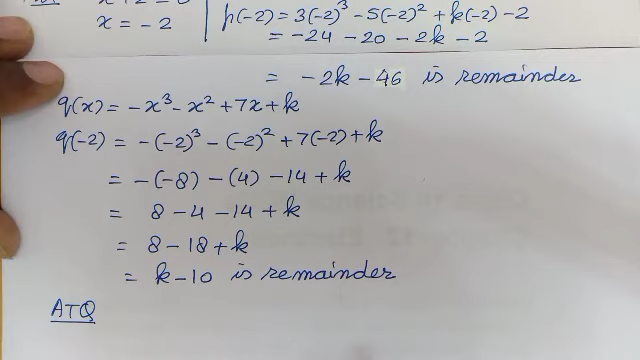 x = -2
p(-2) = 3(-2)³ - 5(-2)² + k(-2) - 2
= -24 - 20 - 2k - 2
= -2k - 46 is remainder
q(x) = -x³ - x² + 7x + k
q(-2) = -(-2)³ - (-2)² + 7(-2) + k
= -(-8) - (4) - 14 + k
= 8 - 4 - 14 + k
= 8 - 18 + k
= k - 10 is remainder
ATQ